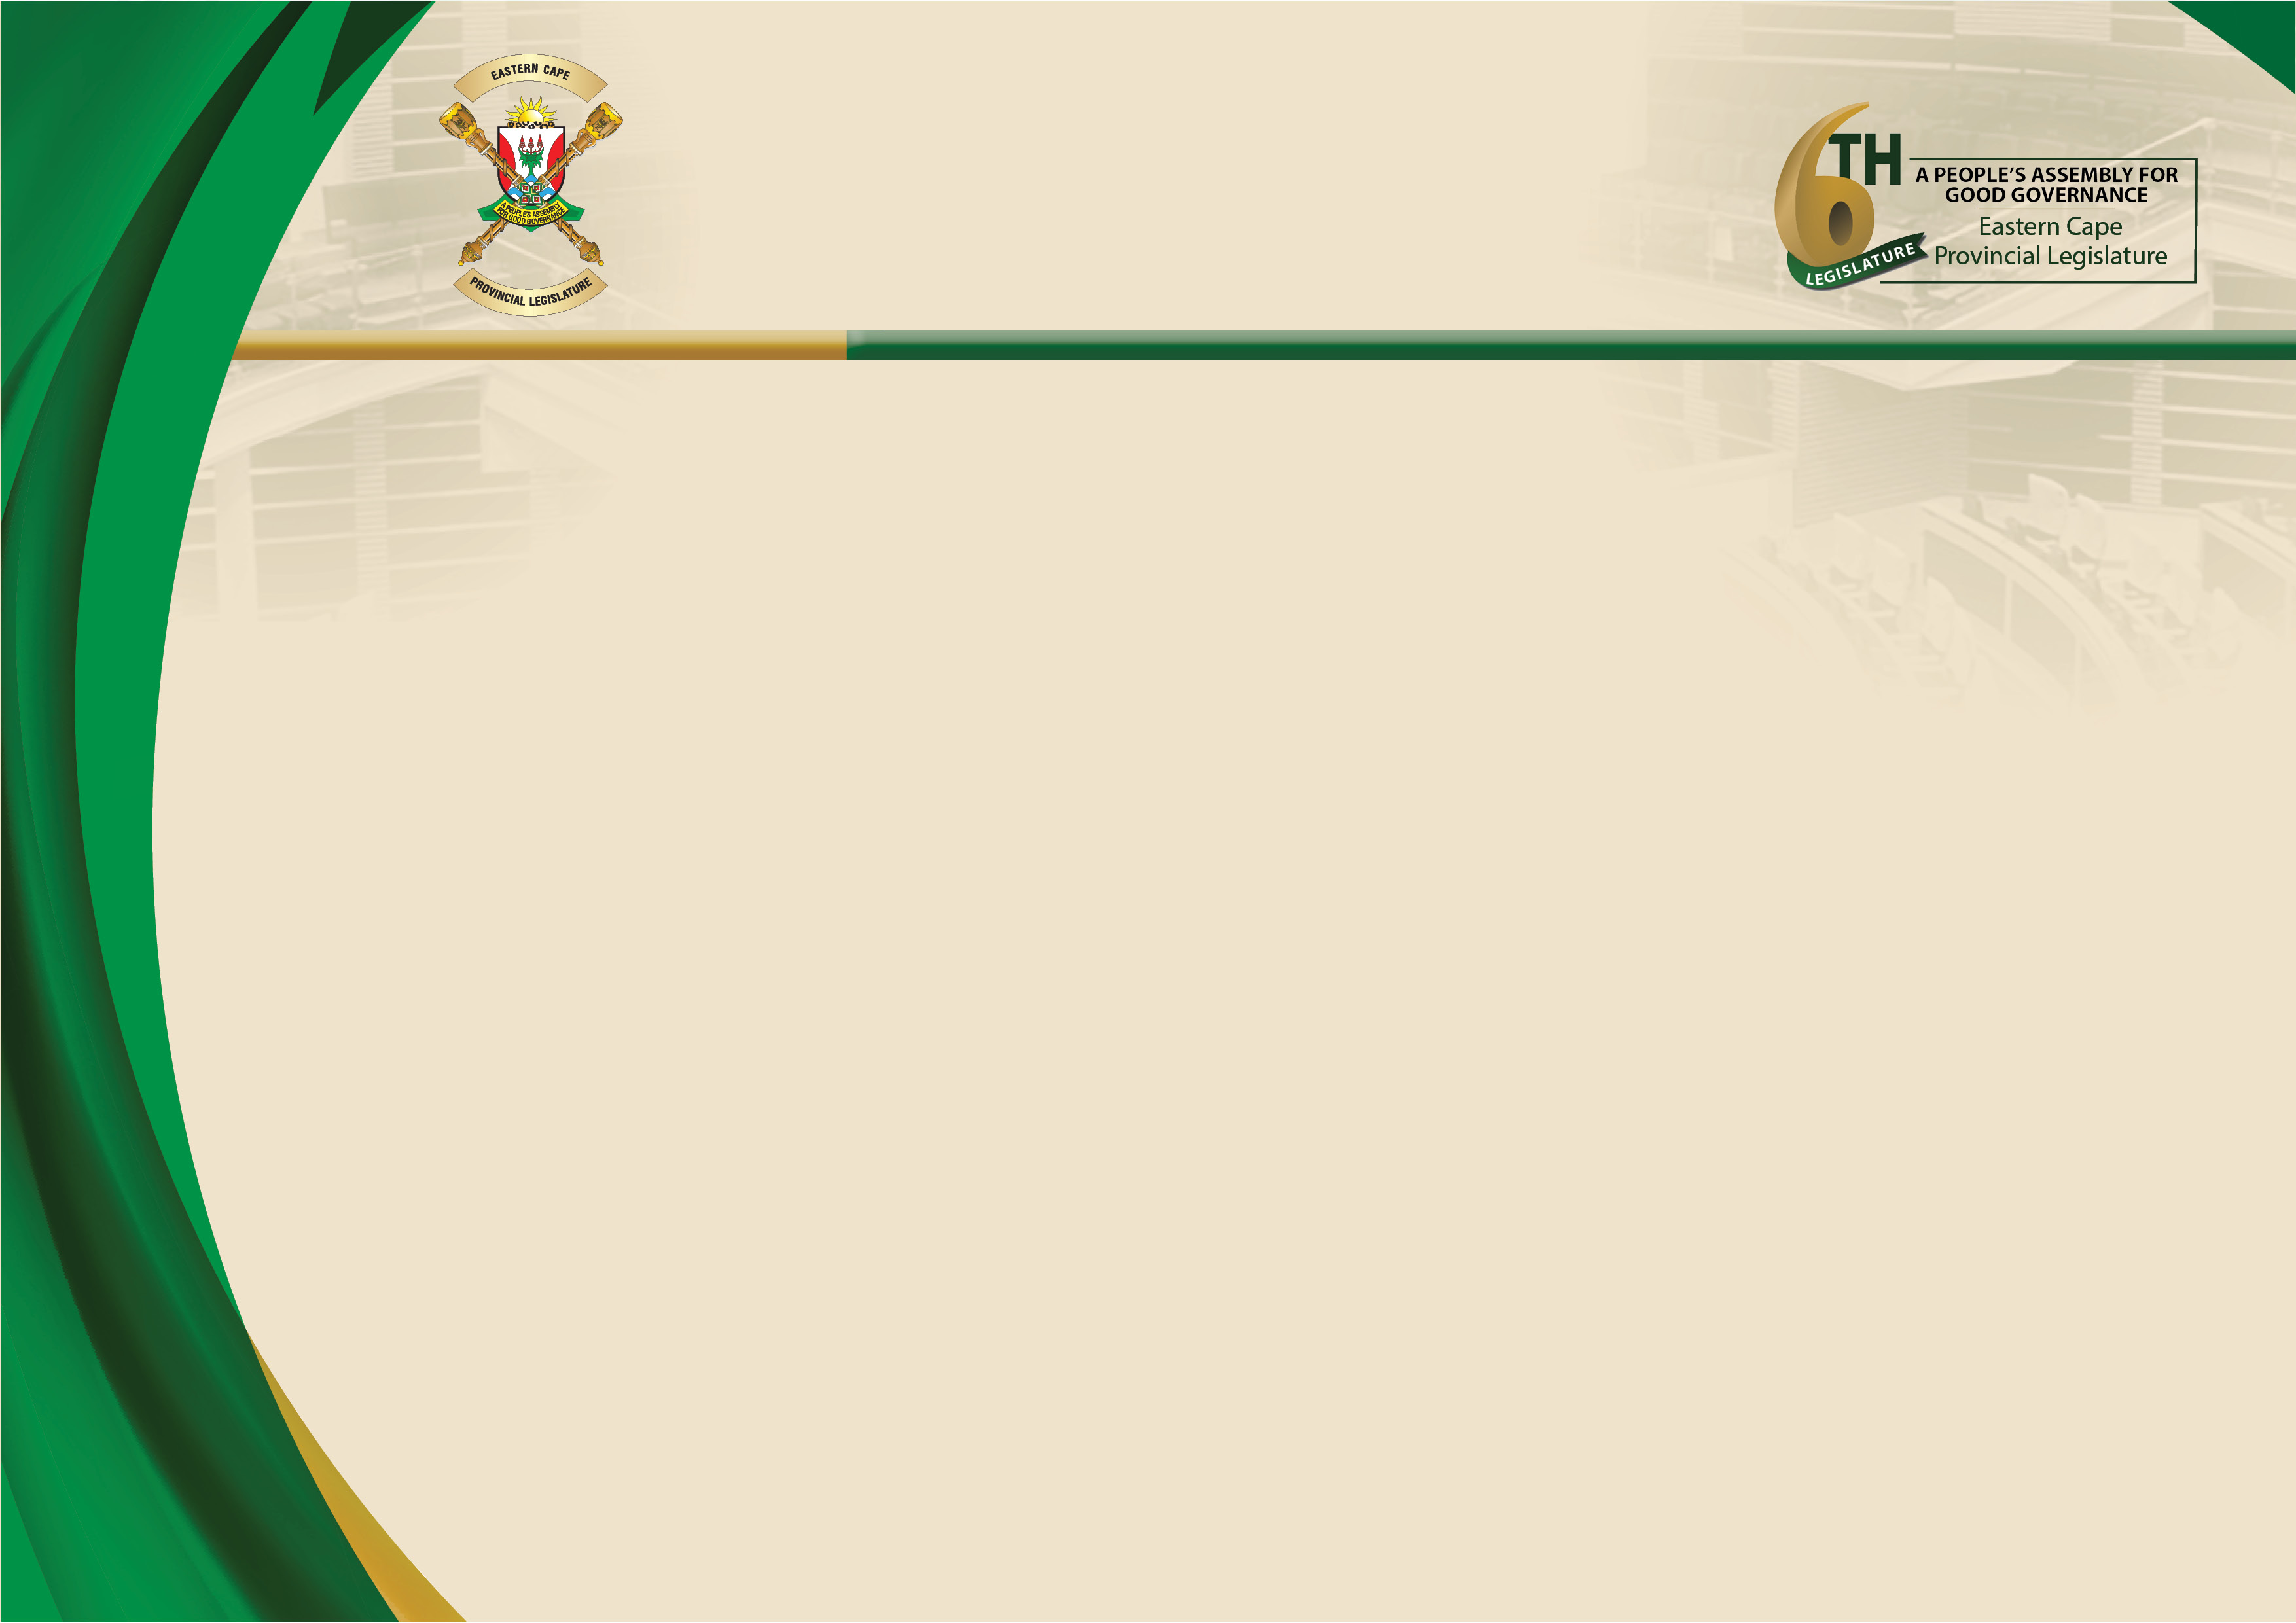 EASTERN CAPE
A PEOPLE'S ASSEMBLY
FOR GOOD GOVERNANCE
PROVINCIAL LEGISLATURE
6TH
LEGISLATURE
A PEOPLE’S ASSEMBLY FOR
GOOD GOVERNANCE
Eastern Cape
Provincial Legislature